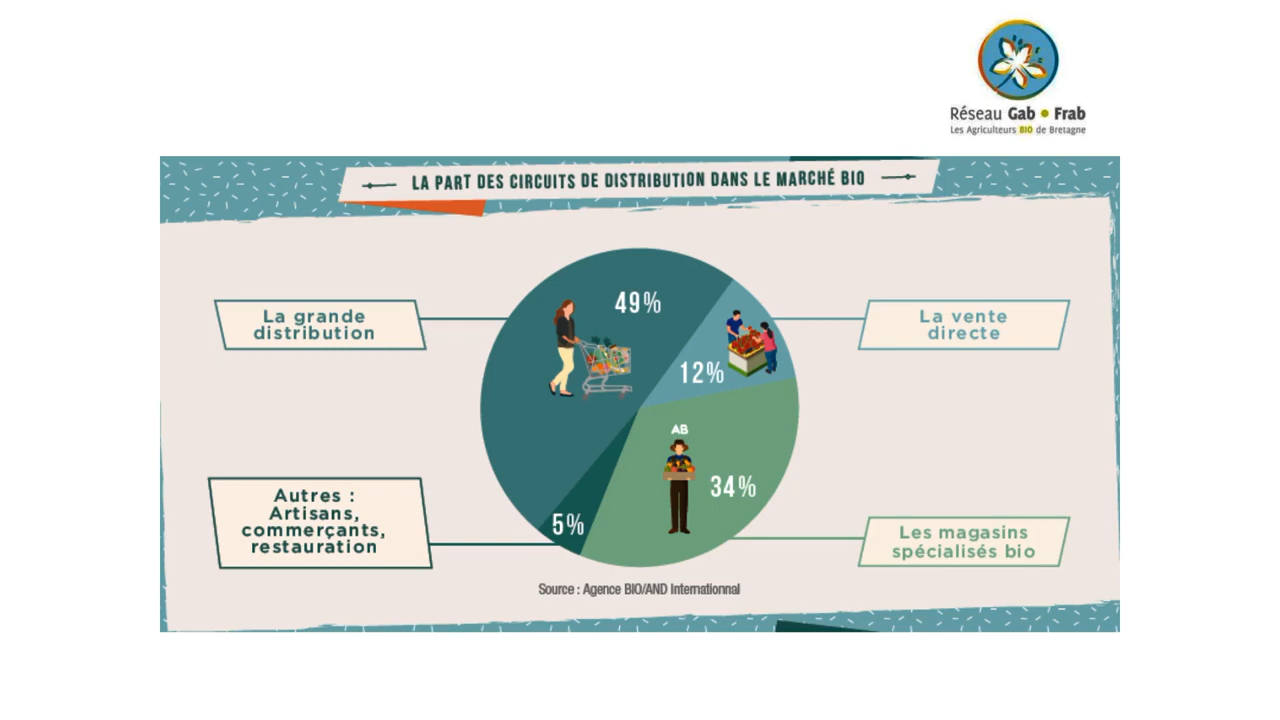 Réseau Gab • Frab
Les Agriculteurs BIO de Bretagne
LA PART DES CIRCUITS DE DISTRIBUTION DANS LE MARCHÉ BIO
La grande
distribution
49%
La vente
directe
12%
AB
34%
Les magasins
spécialisés bio
Autres :
Artisans,
commerçants,
restauration
5%
Source : Agence BIO/AND Internationnal